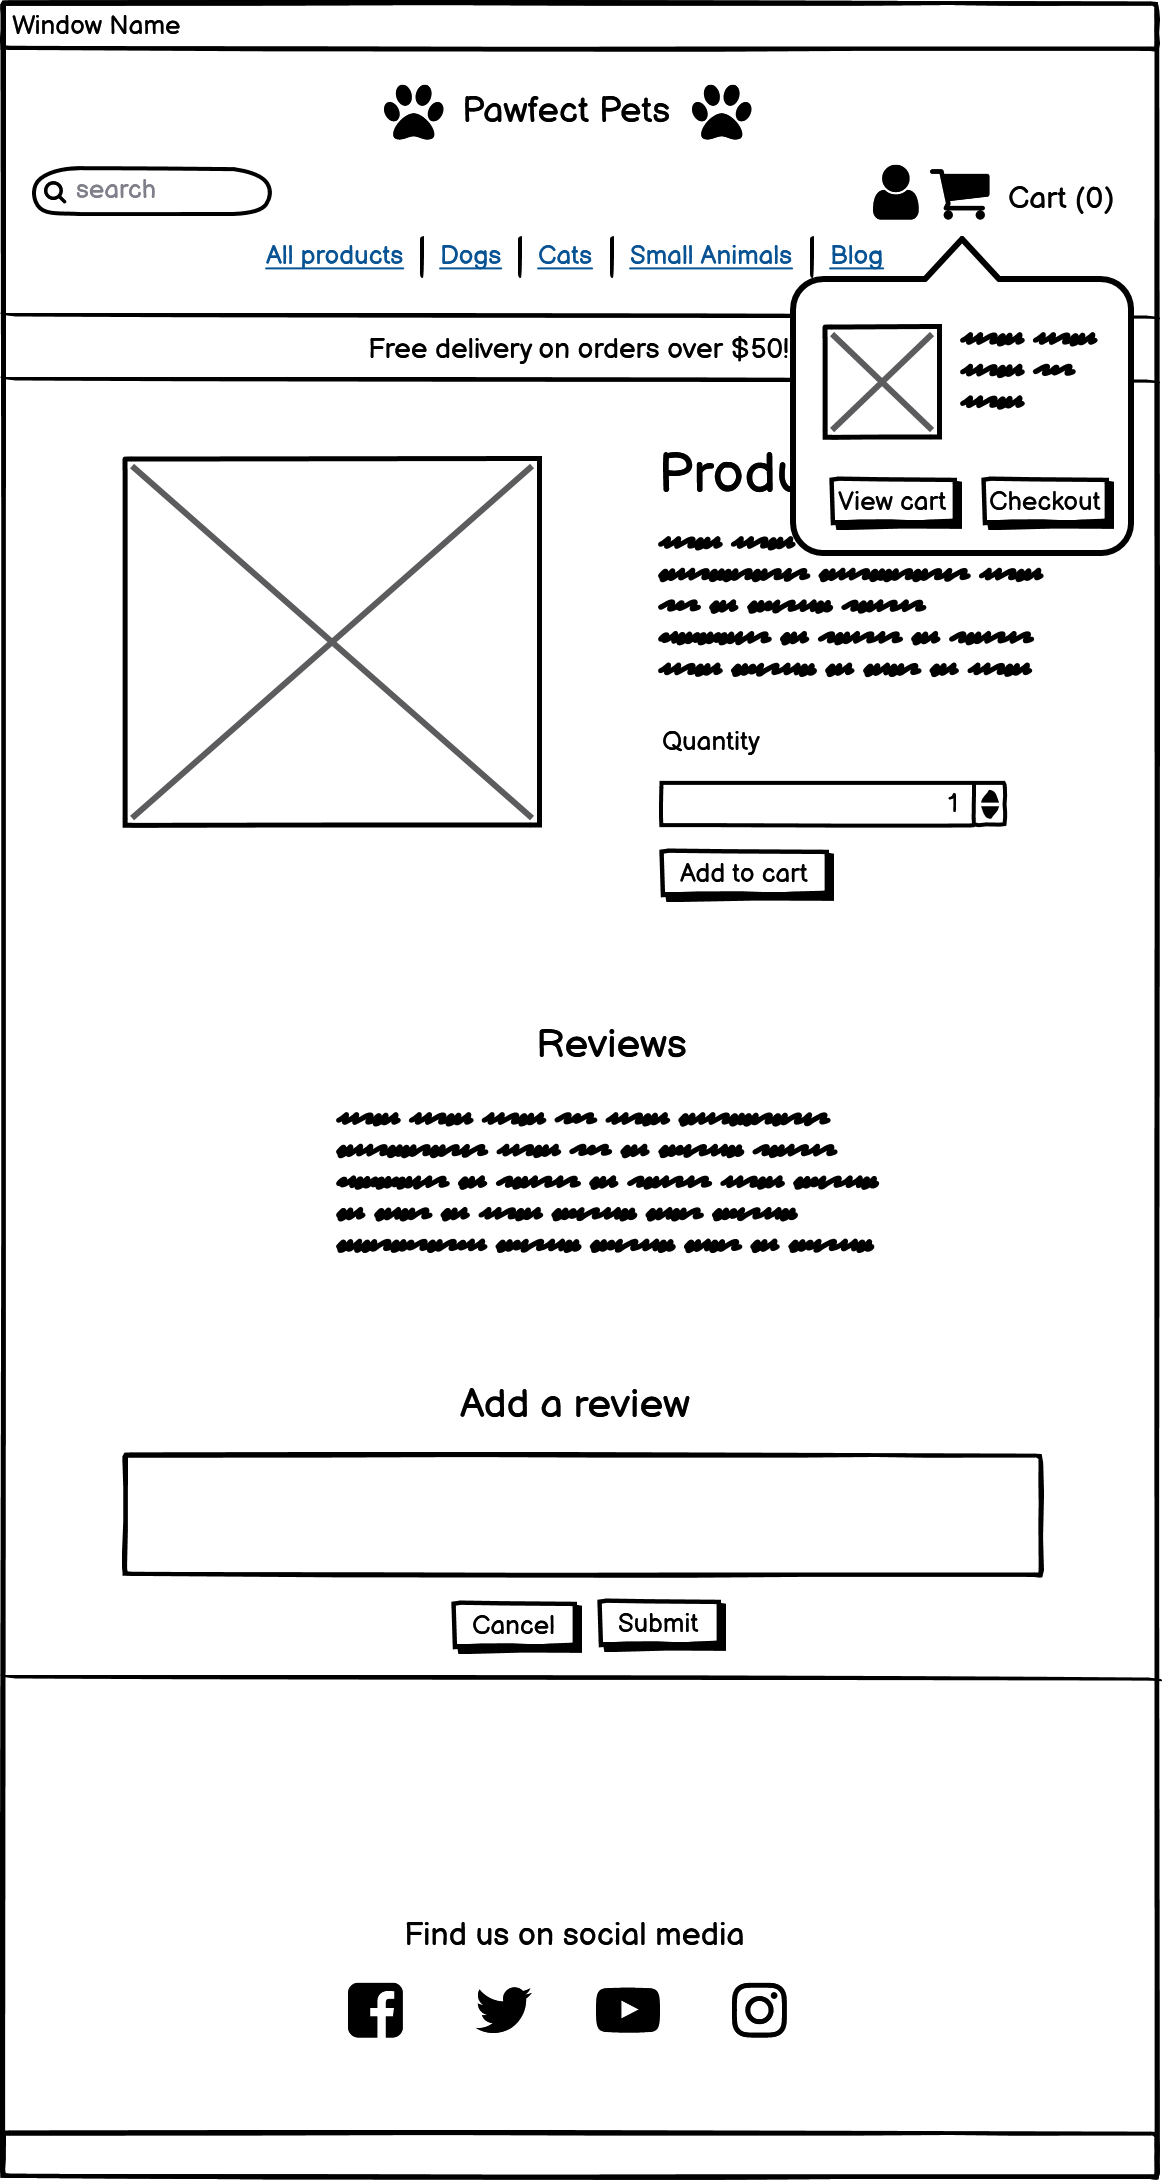 Window Name
Pawfect Pets
search
Cart (0)
All products | Dogs | Cats | Small Animals | Blog
Free delivery on orders over $50!
View cart
Checkout
Quantity
1
Add to cart
Reviews
Add a review
Cancel
Submit
Find us on social media